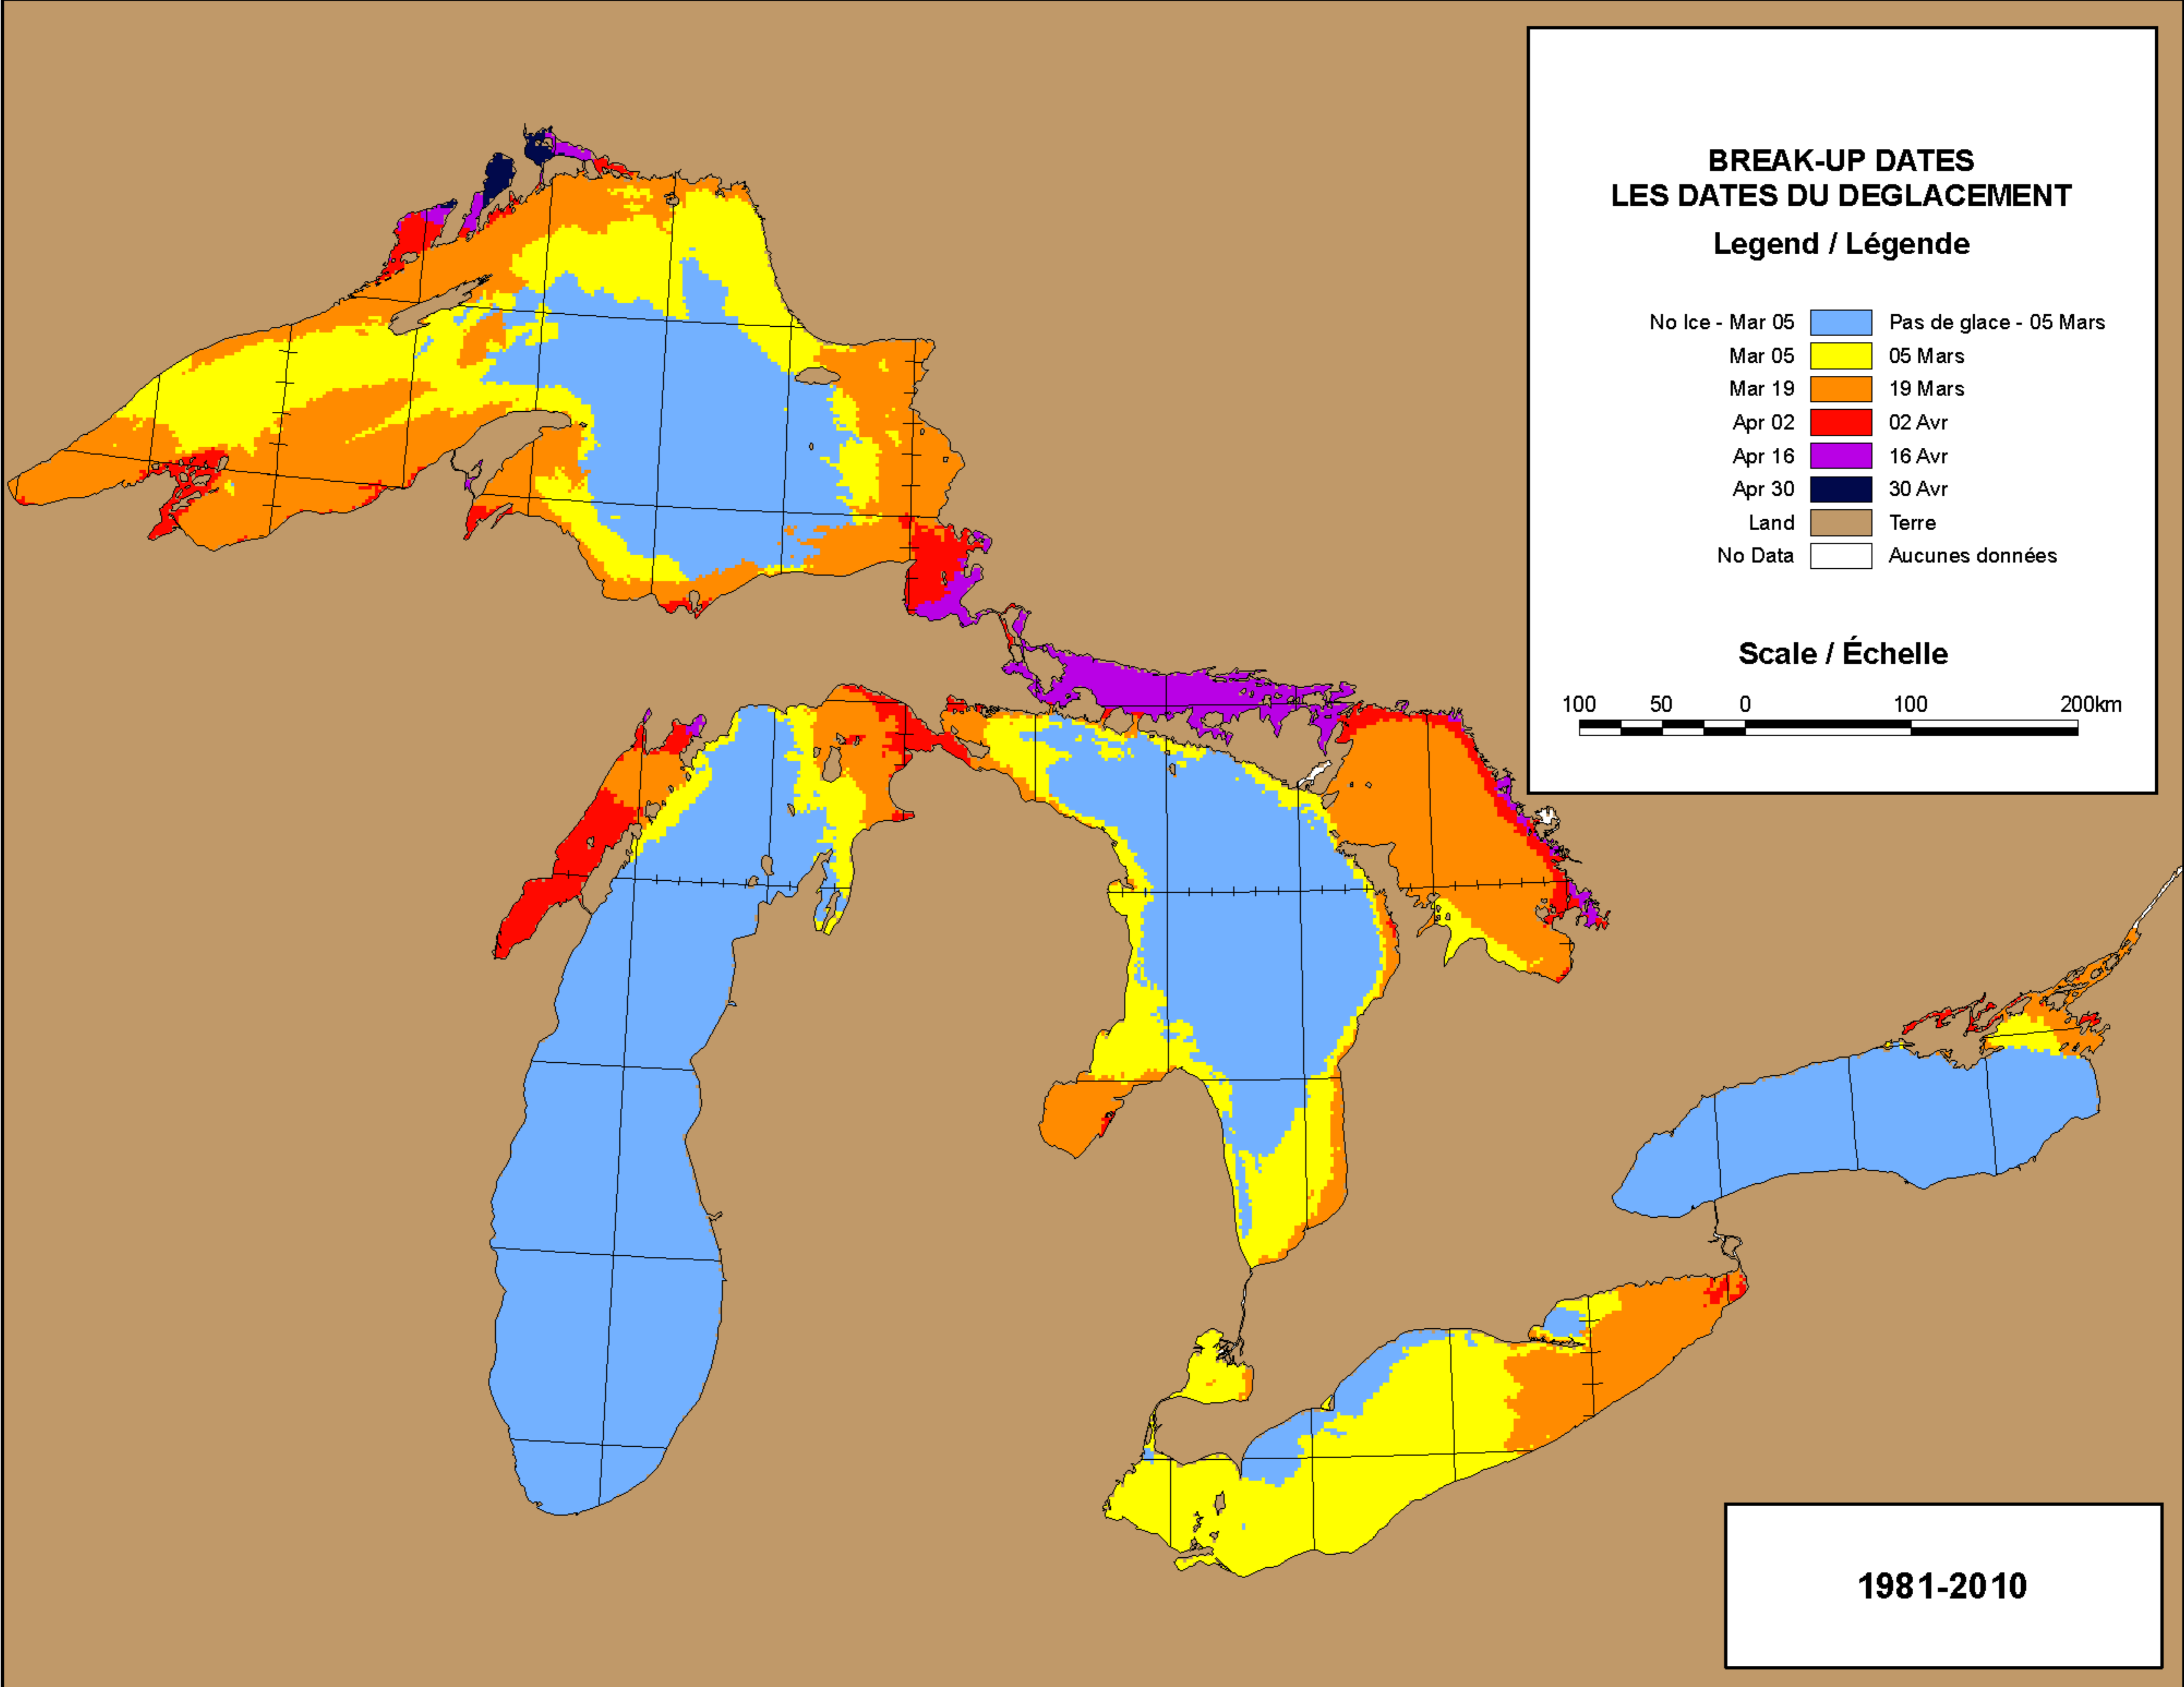 BREAK-UP DATES
LES DATES DU DEGLACEMENT
Legend / Légende
No Ice - Mar 05 Pas de glace - 05 Mars
Mar 05 05 Mars
Mar 19 19 Mars
Apr 02 02 Avr
Apr 16 16 Avr
Apr 30 30 Avr
Land Terre
No Data Aucunes données
Scale / Échelle
100 50 0 100 200km
1981-2010